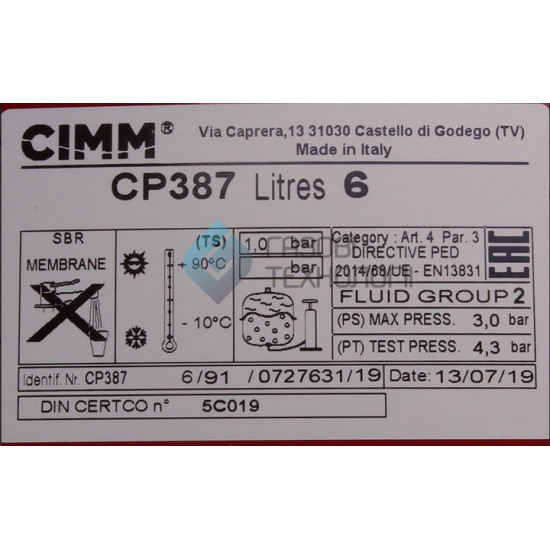 CIMM®
Via Caprera,13 31030 Castello di Godego (TV)
Made in Italy
CP387 Litres 6
SBR
MEMBRANE
(TS)
+ 90°C
- 10°C
1,0 bar
bar
Category : Art. 4 Par. 3
DIRECTIVE PED
2014/68/UE - EN13831
EAC
FLUID GROUP 2
(PS) MAX PRESS. 3,0 bar
(PT) TEST PRESS. 4,3 bar
ГАЗОВІ
ТЕХНОЛОГІЇ
Identif. Nr. CP387 6/91 /0727631/19 Date: 13/07/19
DIN CERTCO n° 5C019